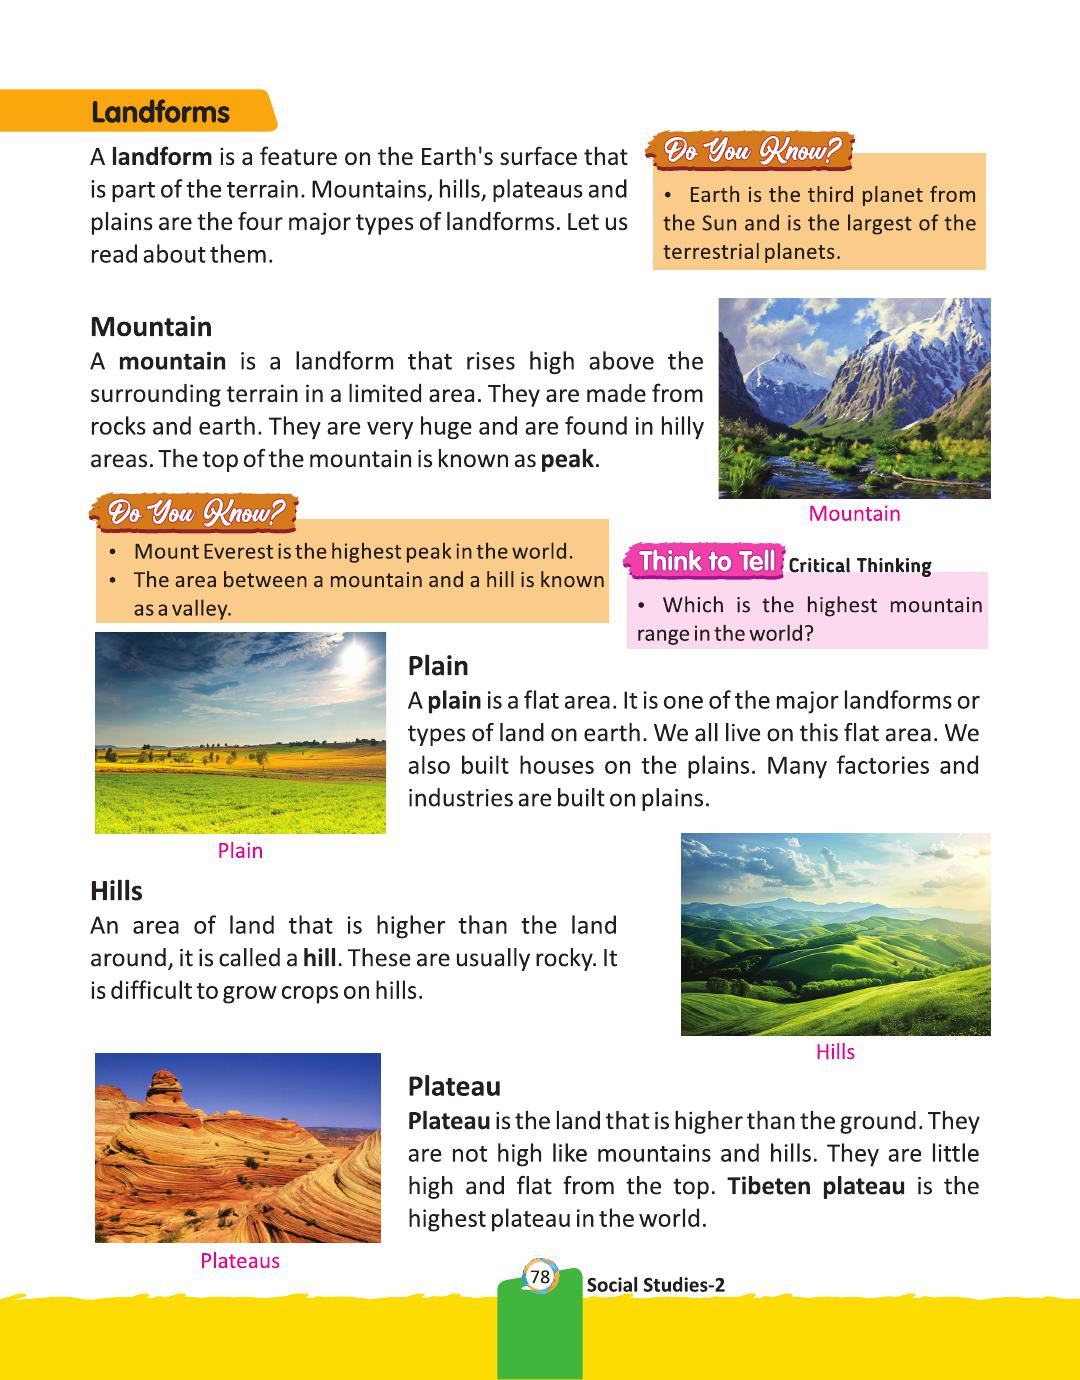 Landforms
A landform is a feature on the Earth's surface that
is part of the terrain. Mountains, hills, plateaus and
plains are the four major types of landforms. Let us
read about them.
Do You Know?
• Earth is the third planet from
the Sun and is the largest of the
terrestrial planets.
Mountain
A mountain is a landform that rises high above the
surrounding terrain in a limited area. They are made from
rocks and earth. They are very huge and are found in hilly
areas. The top of the mountain is known as peak.
Mountain
Do You Know?
• Mount Everest is the highest peak in the world.
• The area between a mountain and a hill is known
as a valley.
Think to Tell Critical Thinking
• Which is the highest mountain
range in the world?
Plain
A plain is a flat area. It is one of the major landforms or
types of land on earth. We all live on this flat area. We
also built houses on the plains. Many factories and
industries are built on plains.
Plain
Hills
An area of land that is higher than the land
around, it is called a hill. These are usually rocky. It
is difficult to grow crops on hills.
Hills
Plateau
Plateau is the land that is higher than the ground. They
are not high like mountains and hills. They are little
high and flat from the top. Tibeten plateau is the
highest plateau in the world.
Plateaus
78
Social Studies-2